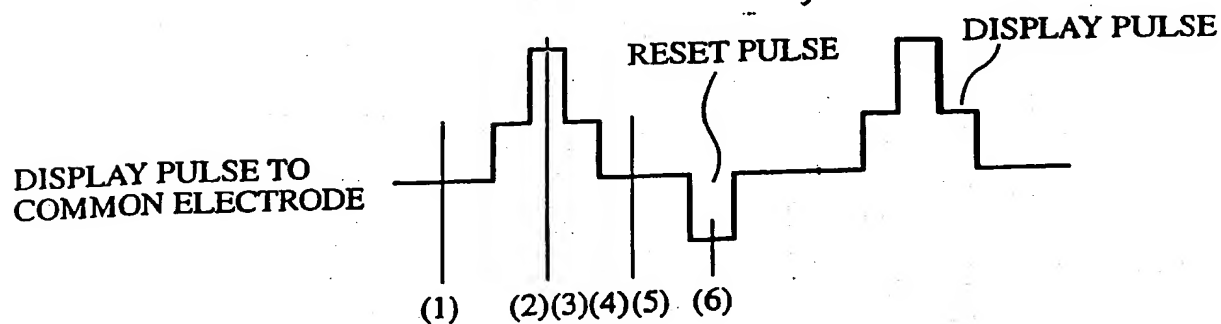 DISPLAY PULSE
RESET PULSE
DISPLAY PULSE TO
COMMON ELECTRODE
(1) (2)(3)(4)(5) (6)